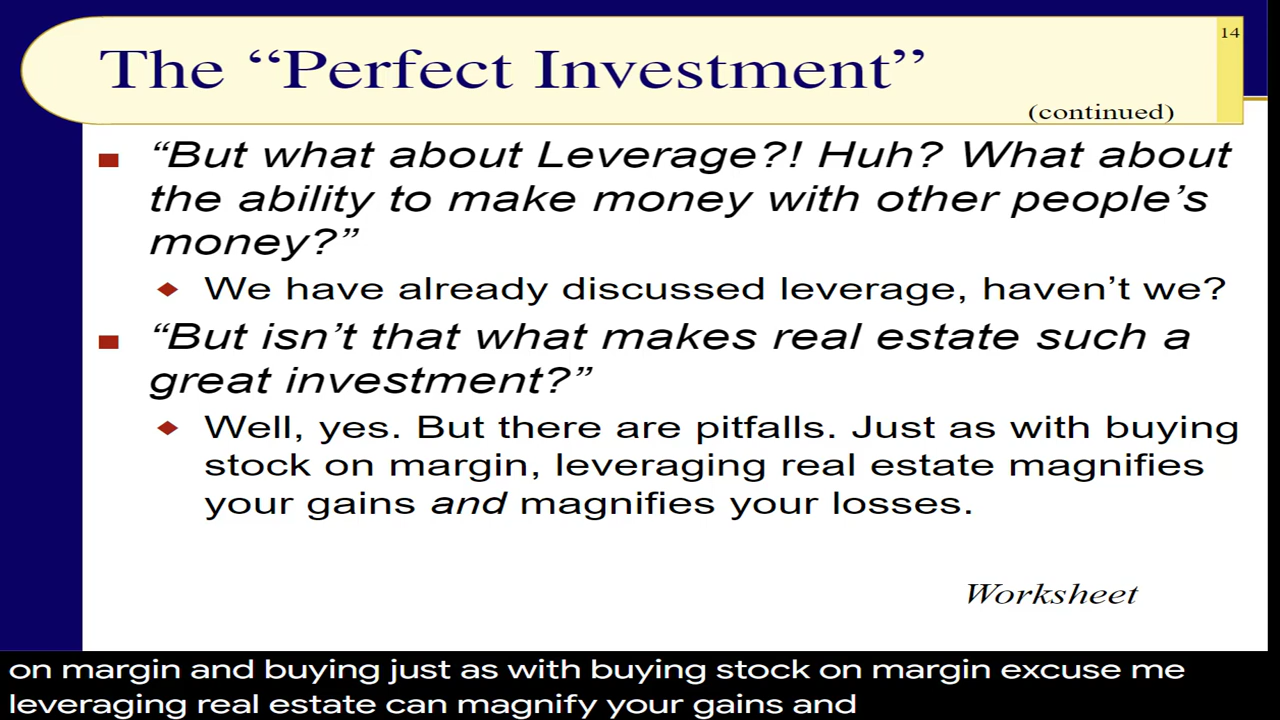 14
The “Perfect Investment”
(continued)
“But what about Leverage?! Huh? What about
the ability to make money with other people’s
money?”
We have already discussed leverage, haven’t we?
“But isn’t that what makes real estate such a
great investment?”
Well, yes. But there are pitfalls. Just as with buying
stock on margin, leveraging real estate magnifies
your gains and magnifies your losses.
Worksheet
on margin and buying just as with buying stock on margin excuse me
leveraging real estate can magnify your gains and